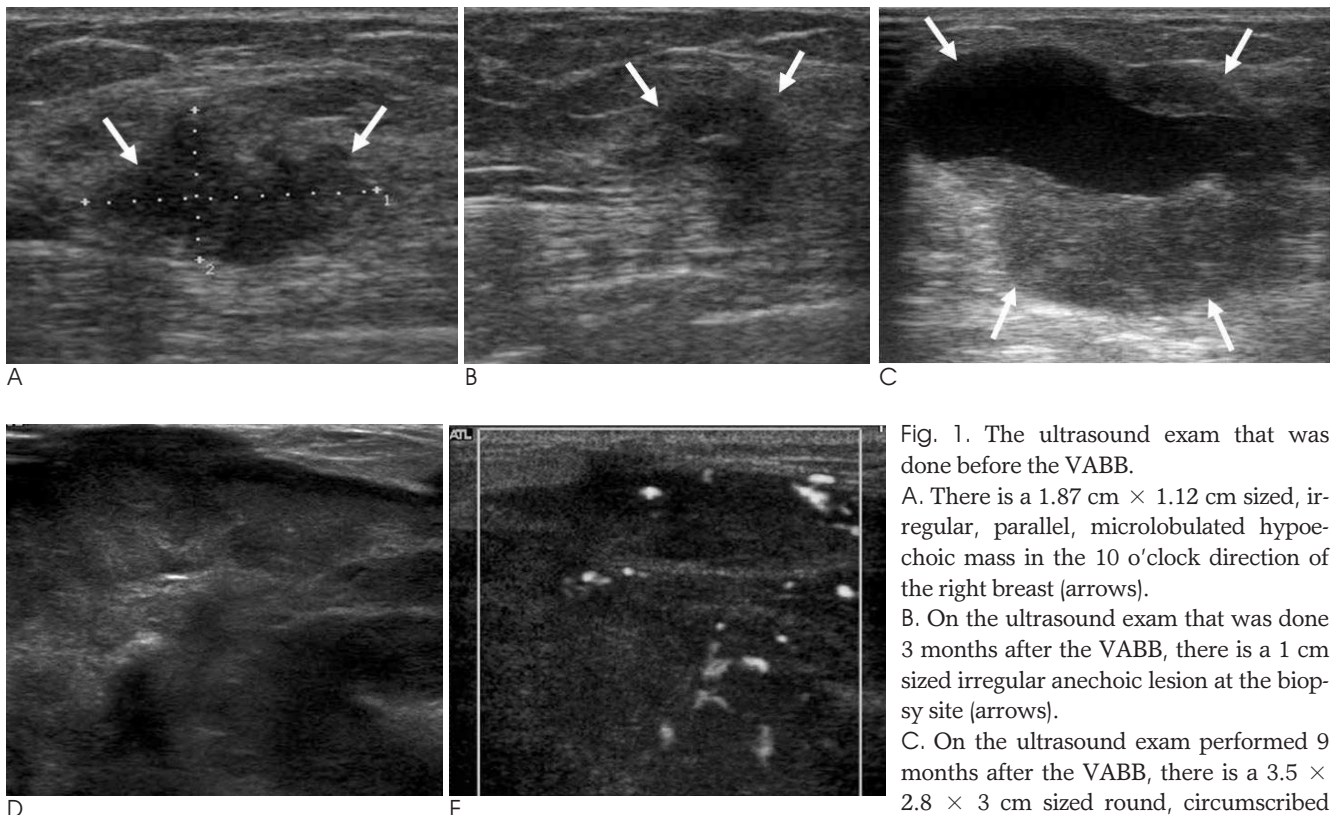 1
2
A
B
C
ATL
D
E
Fig. 1. The ultrasound exam that was
done before the VABB.
A. There is a 1.87 cm × 1.12 cm sized, ir-
regular, parallel, microlobulated hypoe-
choic mass in the 10 o'clock direction of
the right breast (arrows).
B. On the ultrasound exam that was done
3 months after the VABB, there is a 1 cm
sized irregular anechoic lesion at the biop-
sy site (arrows).
C. On the ultrasound exam performed 9
months after the VABB, there is a 3.5 ×
2.8 × 3 cm sized round, circumscribed